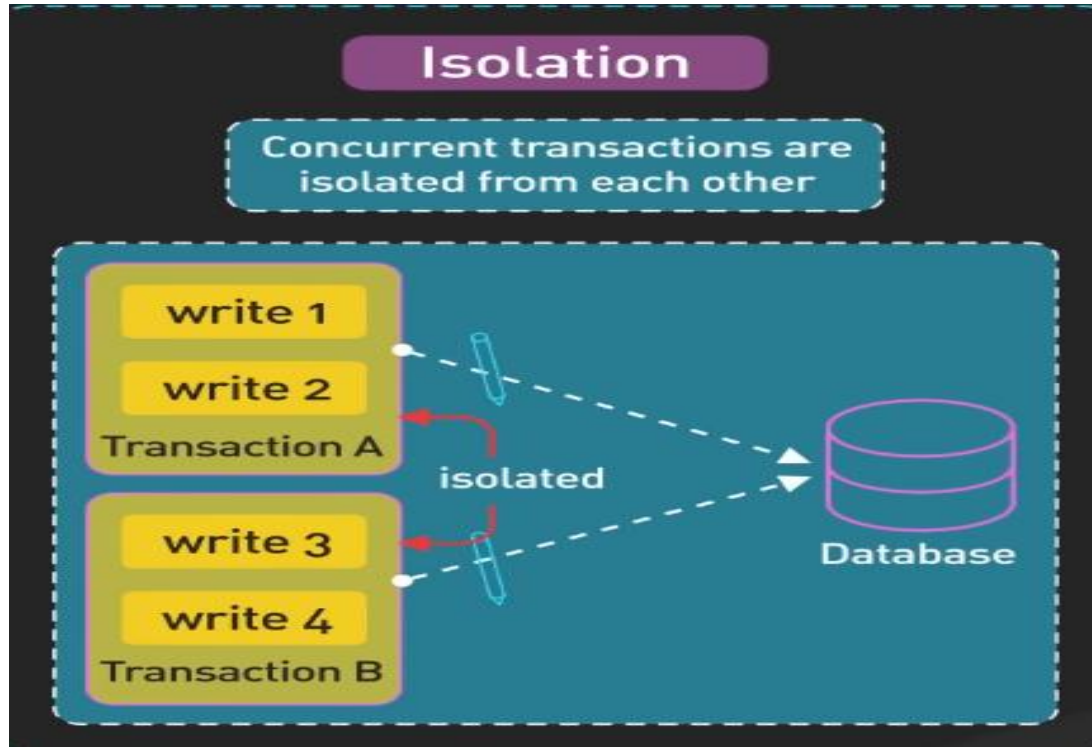 Isolation
Concurrent transactions are
isolated from each other
write 1
write 2
Transaction A
isolated
write 3
write 4
Transaction B
Database